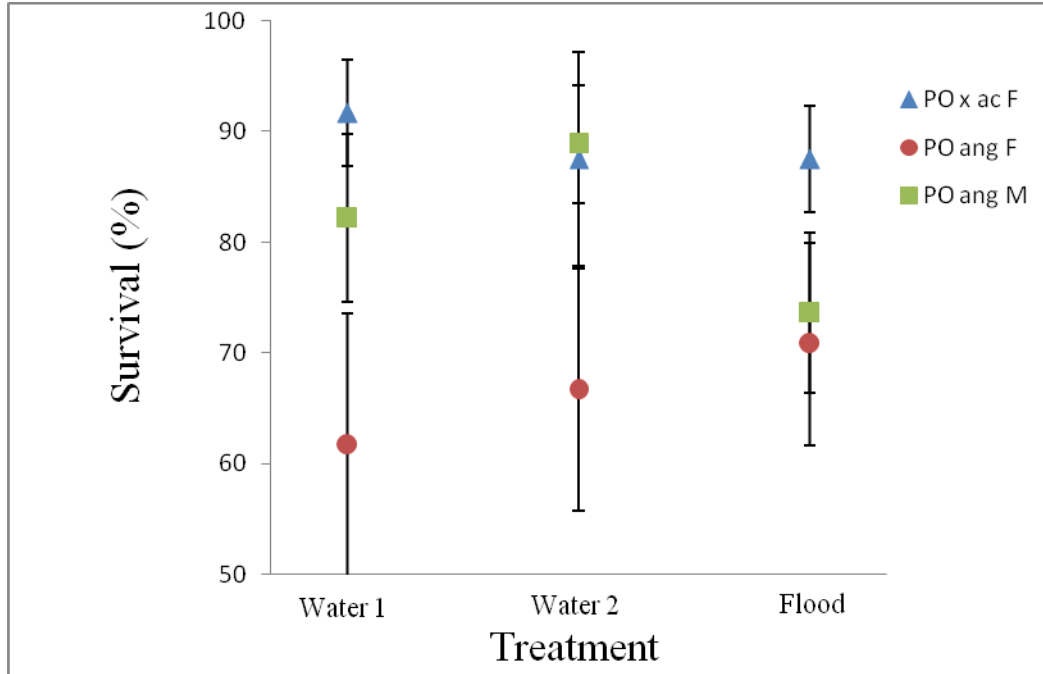 100
90
80
70
60
50
Survival (%)
Water 1
Water 2
Flood
Treatment
PO x ac F
PO ang F
PO ang M